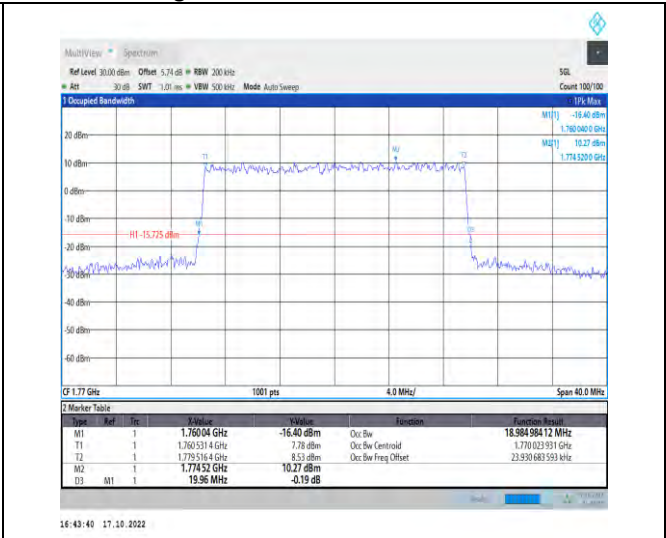 MultiView Spectrum
Ref Level 30.00 dBm Offset 5.74 dB RBW 200 kHz SGL
Att 30 dB SWT 1.01 ms VBW 500 kHz Mode Auto Sweep Count 100/100
1 Occupied Bandwidth 1Pk Max
M1[1] -16.40 dBm
1.760 040 0 GHz
20 dBm
M2[1] 10.27 dBm
1.774 520 0 GHz
M2
T1 T2
10 dBm
0 dBm
-10 dBm
M1
H1 -15.725 dBm
D3
-20 dBm
-30 dBm
-40 dBm
-50 dBm
-60 dBm
CF 1.77 GHz 1001 pts 4.0 MHz/ Span 40.0 MHz
2 Marker Table
Type Ref Trc X-Value Y-Value Function Function Result
M1 1 1.760 04 GHz -16.40 dBm Occ Bw 18.984 984 12 MHz
T1 1 1.760 531 4 GHz 7.78 dBm Occ Bw Centroid 1.770 023 931 GHz
T2 1 1.779 516 4 GHz 8.53 dBm Occ Bw Freq Offset 23.930 683 593 kHz
M2 1 1.774 52 GHz 10.27 dBm
D3 M1 1 19.96 MHz -0.19 dB
16:43:40 17.10.2022